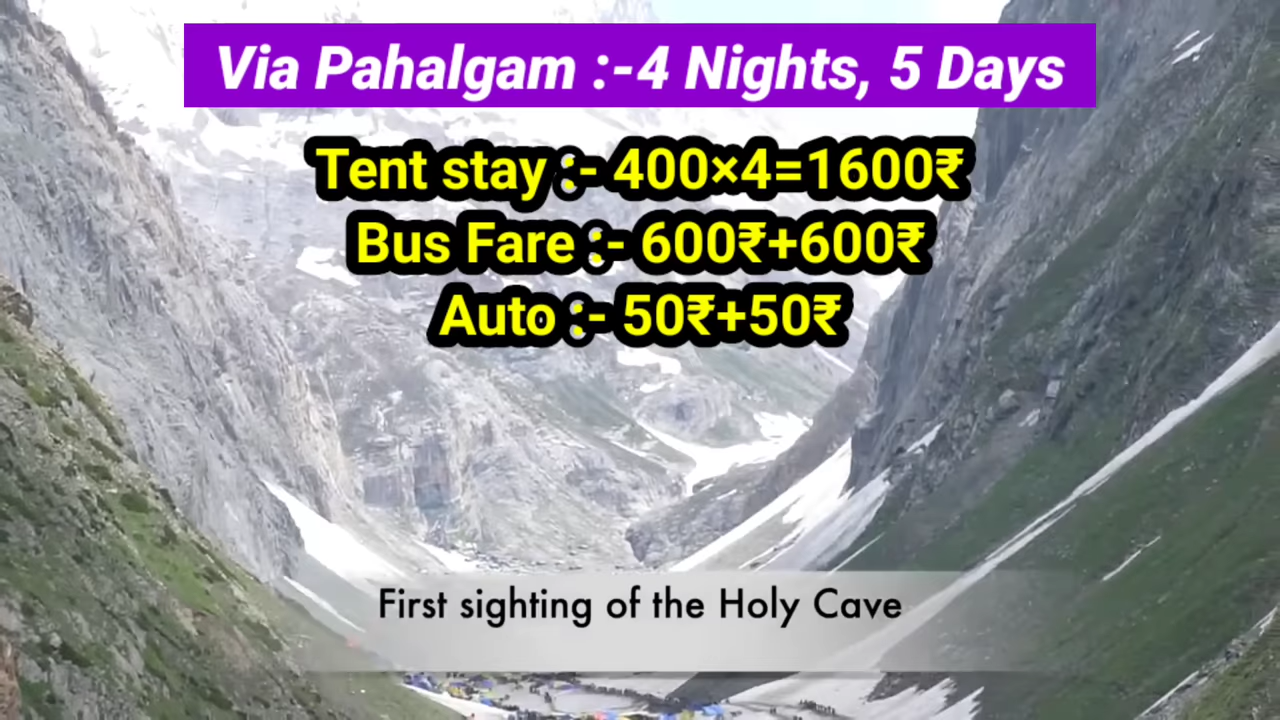 Via Pahalgam :-4 Nights, 5 Days
Tent stay :- 400×4=1600₹
Bus Fare :- 600₹+600₹
Auto :- 50₹+50₹
First sighting of the Holy Cave